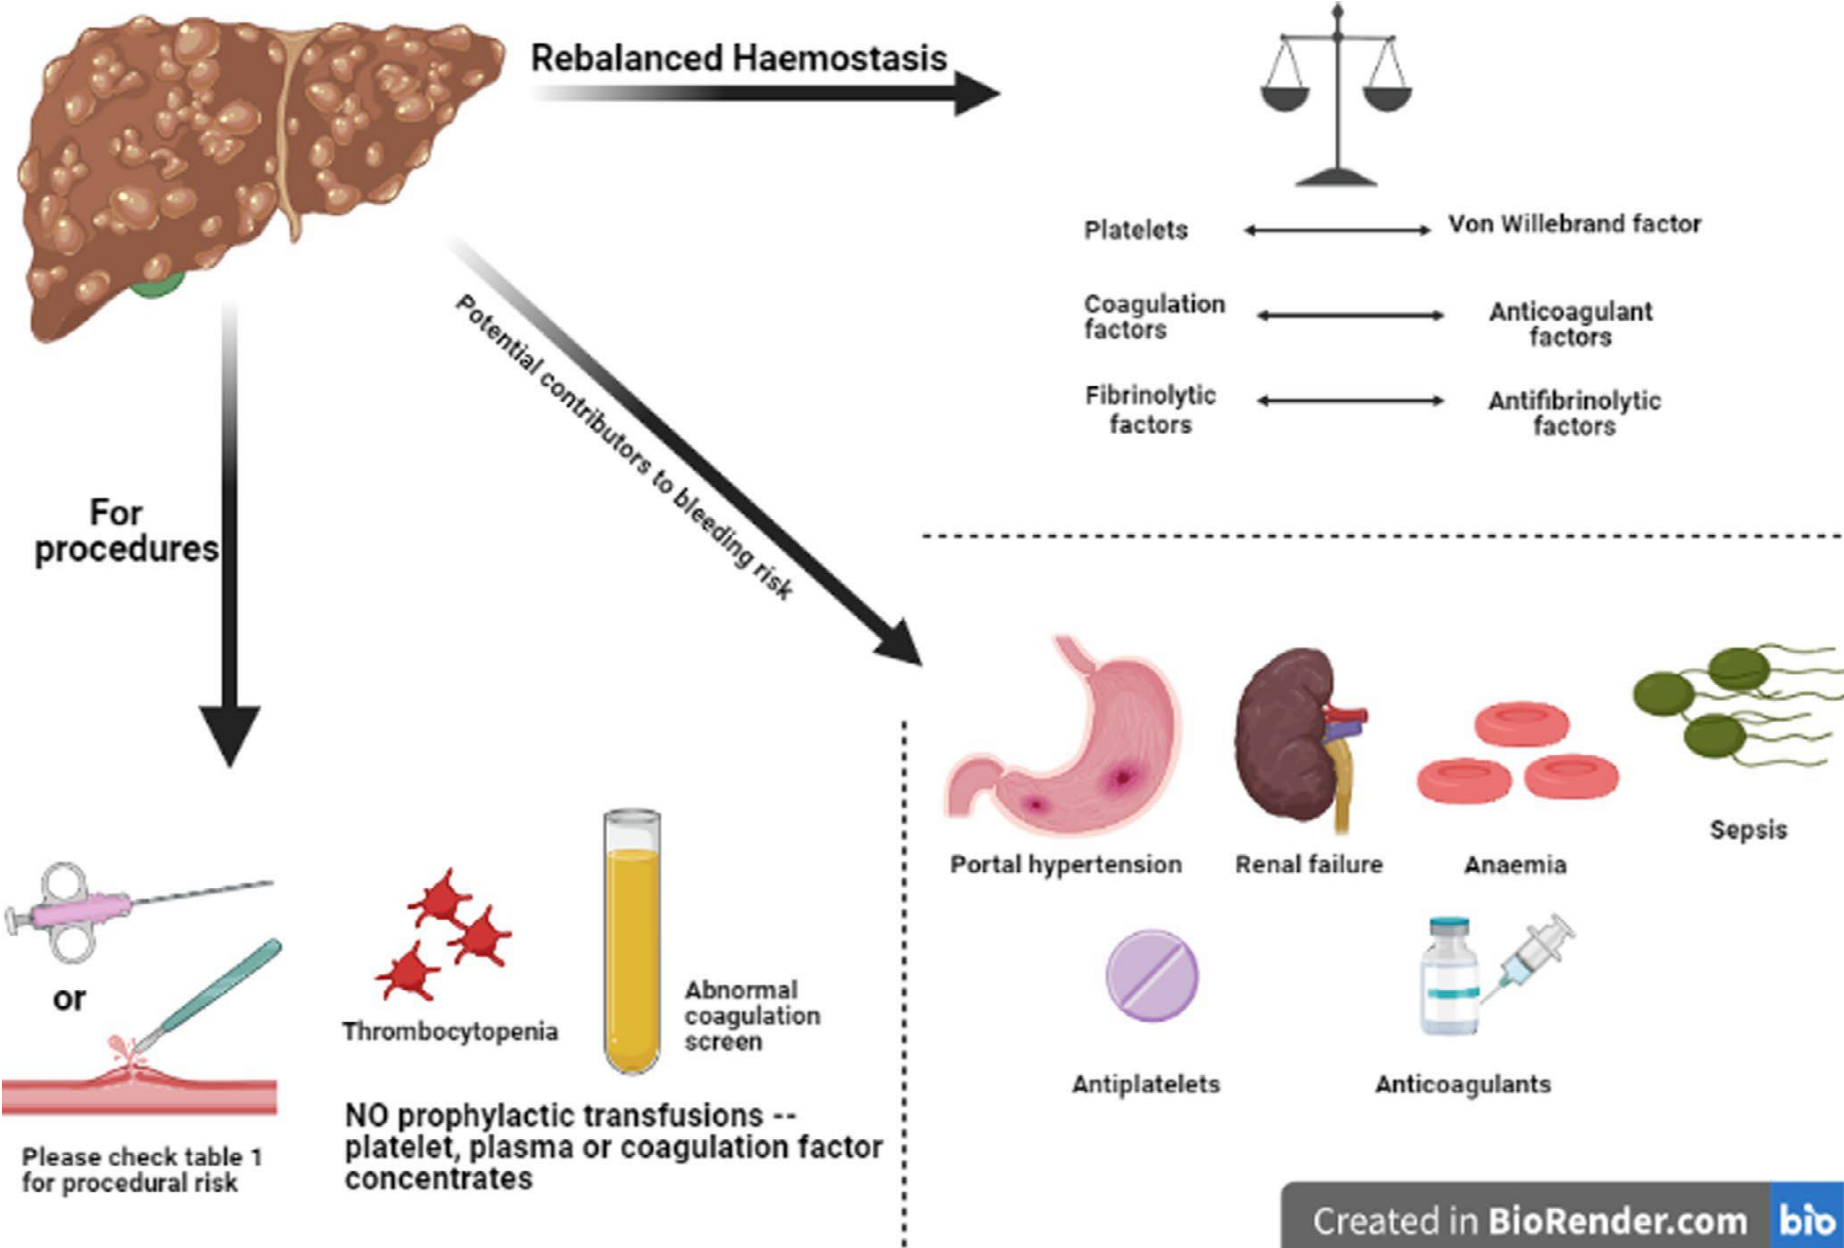 Rebalanced Haemostasis
Platelets
Von Willebrand factor
Coagulation
factors
Anticoagulant
factors
Fibrinolytic
factors
Antifibrinolytic
factors
Potential contributors to bleeding risk
For
procedures
Portal hypertension
Renal failure
Anaemia
Sepsis
Antiplatelets
Anticoagulants
or
Please check table 1
for procedural risk
Thrombocytopenia
Abnormal
coagulation
screen
NO prophylactic transfusions --
platelet, plasma or coagulation factor
concentrates
Created in BioRender.com bio